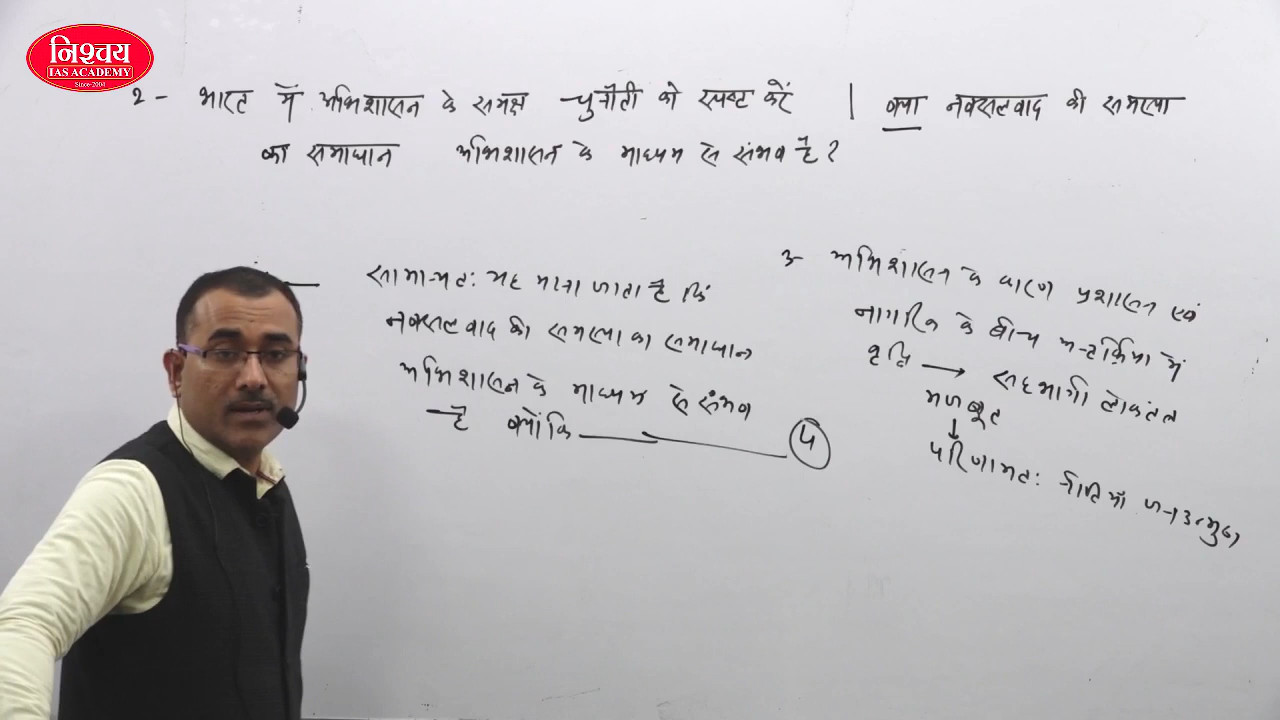 निश्चय
IAS ACADEMY
Since-2004
2- भारत में अभिशासन के समक्ष चुनौती को स्पष्ट करें । क्या नक्सलवाद की समस्या
का समाधान अभिशासन के माध्यम से संभव है?
सामान्यतः यह माना जाता है कि
नक्सलवाद की समस्या का समाधान
अभिशासन के माध्यम से संभव
है क्योंकि
3- अभिशासन के कारण प्रशासन एवं
नागरिक के बीच अन्तर्क्रिया में
वृद्धि → सहभागी लोकतंत्र
मजबूत
↓
परिणामतः नीतियाँ जनोन्मुख